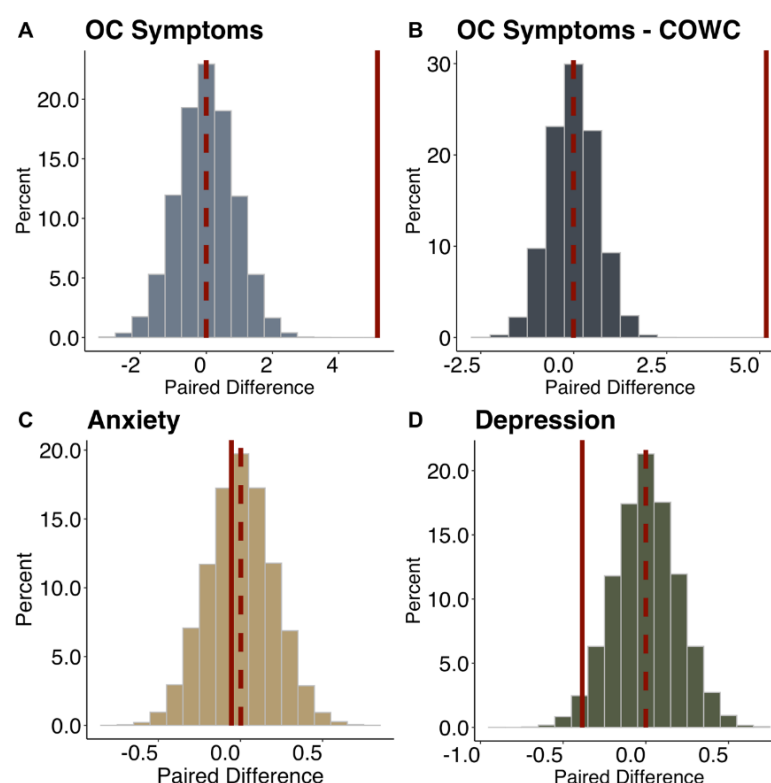 A OC Symptoms
Percent
20.0
15.0
10.0
5.0
0.0
-2 0 2 4
Paired Difference
B OC Symptoms - COWC
Percent
30
20
10
0
-2.5 0.0 2.5 5.0
Paired Difference
C Anxiety
Percent
20.0
15.0
10.0
5.0
0.0
-0.5 0.0 0.5
Paired Difference
D Depression
Percent
20.0
15.0
10.0
5.0
0.0
-1.0 -0.5 0.0 0.5
Paired Difference